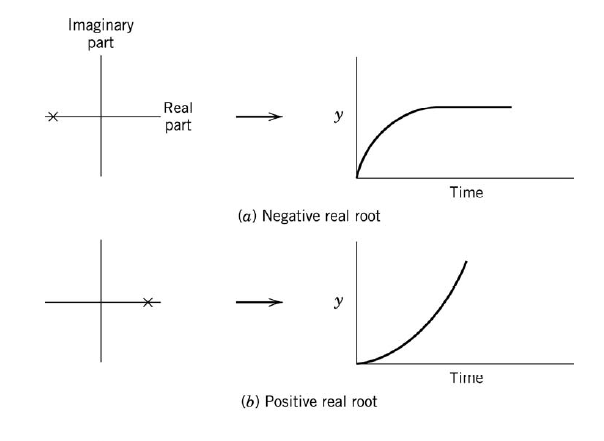 Imaginary
part
Real
part
y
Time
(a) Negative real root
y
Time
(b) Positive real root